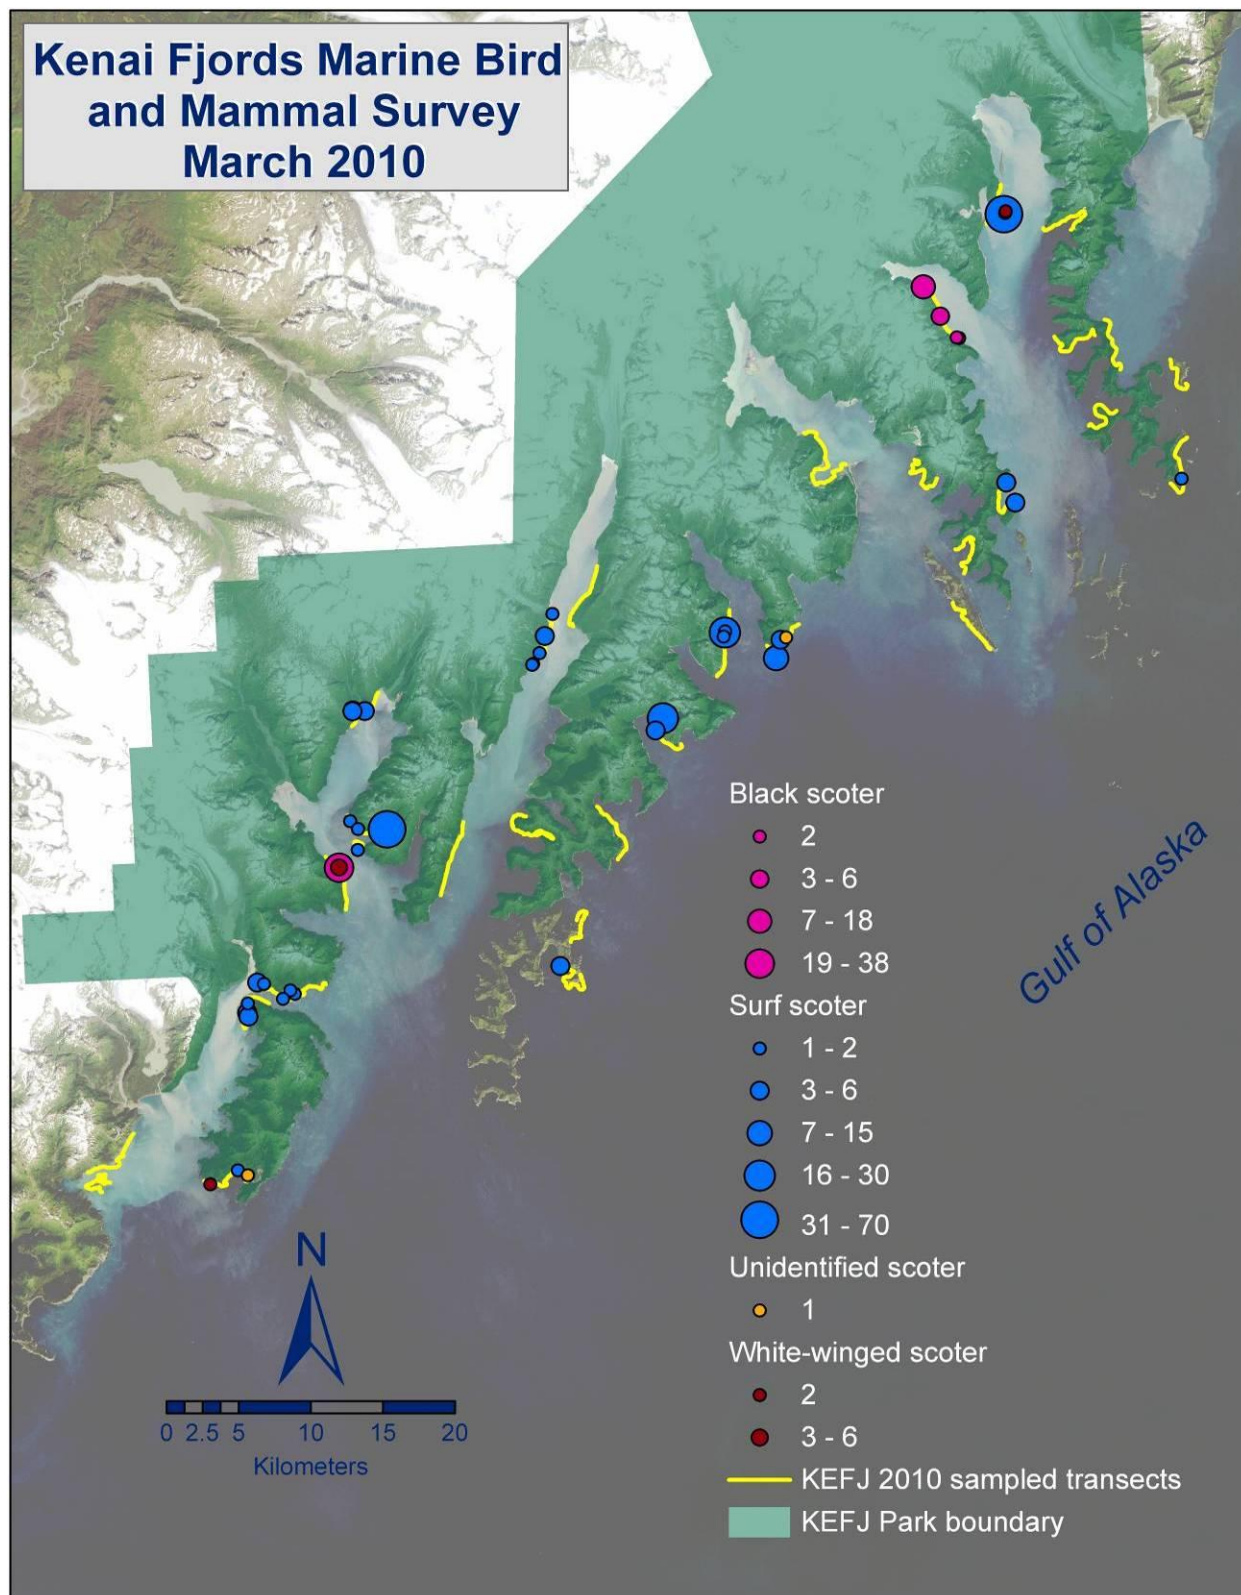 Kenai Fjords Marine Bird
and Mammal Survey
March 2010
Black scoter
2
3 - 6
7 - 18
19 - 38
Gulf of Alaska
Surf scoter
1 - 2
3 - 6
7 - 15
16 - 30
31 - 70
Unidentified scoter
1
White-winged scoter
2
3 - 6
KEFJ 2010 sampled transects
KEFJ Park boundary
N
0 2.5 5 10 15 20
Kilometers